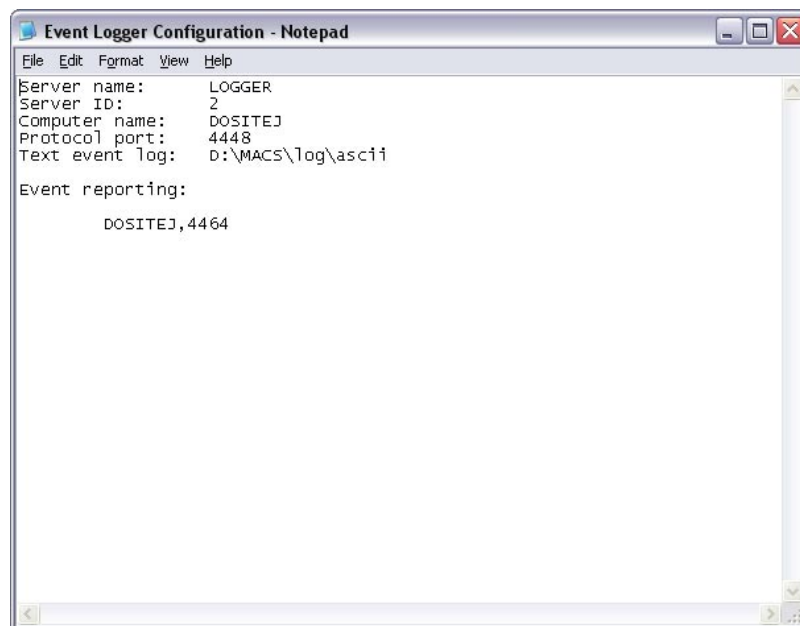 Event Logger Configuration - Notepad
File Edit Format View Help
Server name: LOGGER
Server ID: 2
Computer name: DOSITEJ
Protocol port: 4448
Text event log: D:\MACS\log\ascii
Event reporting:
DOSITEJ,4464